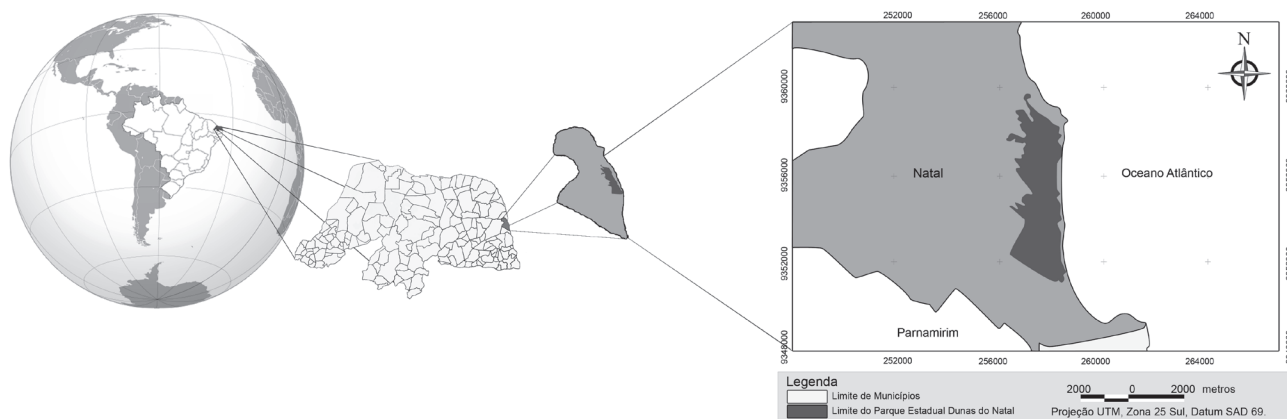 252000 256000 260000 264000
N
9360000
9356000
9352000
9348000
Natal
Oceano Atlântico
Parnamirim
252000 256000 260000 264000
Legenda
Limite de Municípios
Limite do Parque Estadual Dunas do Natal
2000 0 2000 metros
Projeção UTM, Zona 25 Sul, Datum SAD 69.